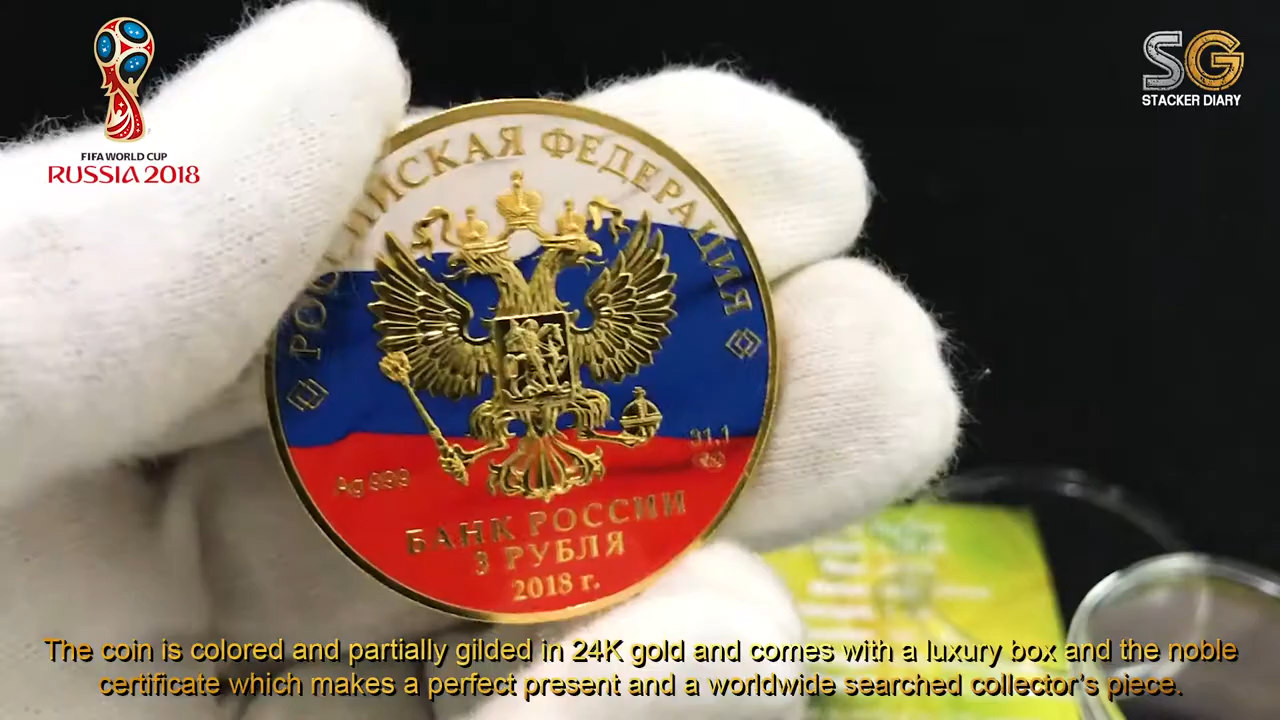 FIFA WORLD CUP
RUSSIA 2018
SG
STACKER DIARY
РОССИЙСКАЯ ФЕДЕРАЦИЯ
Ag 999
31.1
БАНК РОССИИ
3 РУБЛЯ
2018 г.
The coin is colored and partially gilded in 24K gold and comes with a luxury box and the noble
certificate which makes a perfect present and a worldwide searched collector's piece.